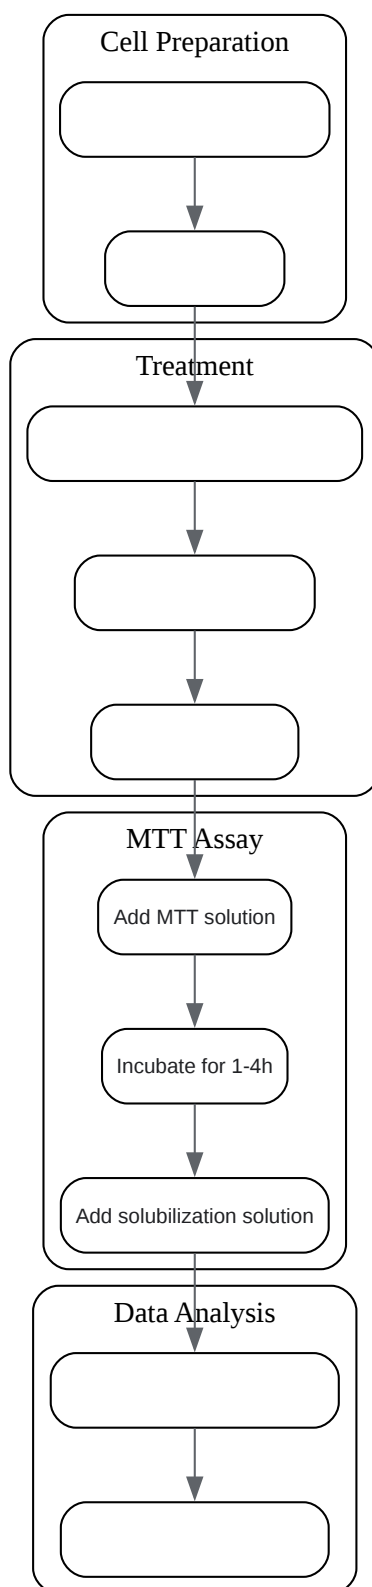 Cell Preparation
Treatment
MTT Assay
Add MTT solution
Incubate for 1-4h
Add solubilization solution
Data Analysis